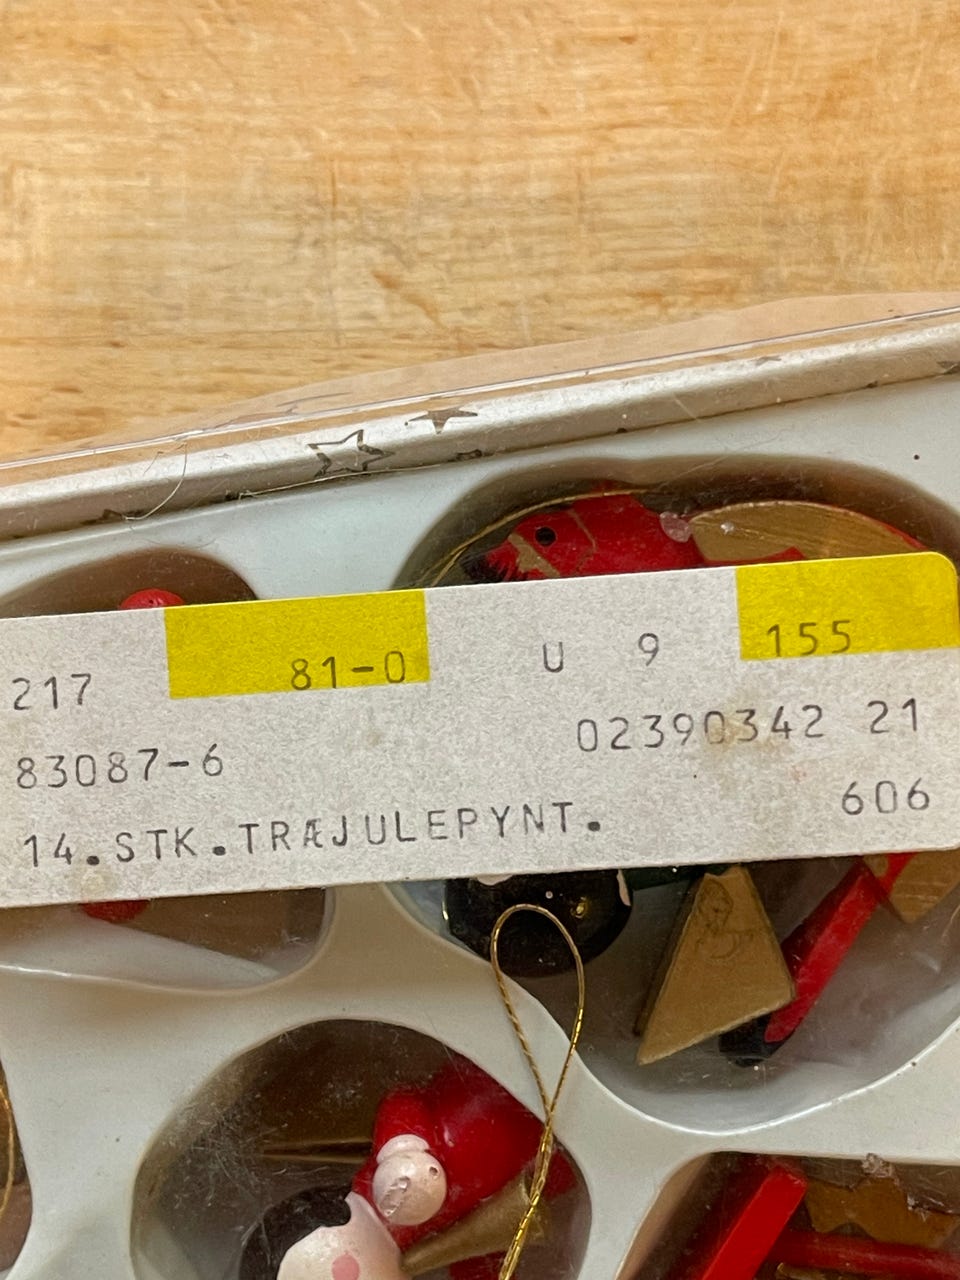 217 81-0 U 9 155
83087-6 02390342 21
14.STK.TRÆJULEPYNT. 606